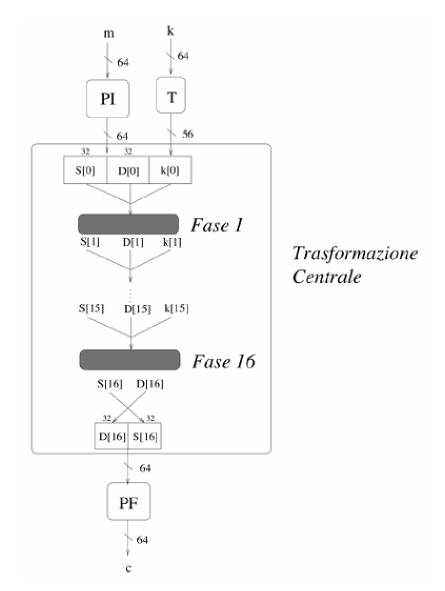 m k
64 64
PI T
64 56
32 32
S[0] D[0] k[0]
Fase 1
S[1] D[1] k[1]
Trasformazione
Centrale
S[15] D[15] k[15]
Fase 16
S[16] D[16]
32 32
D[16] S[16]
64
PF
64
c